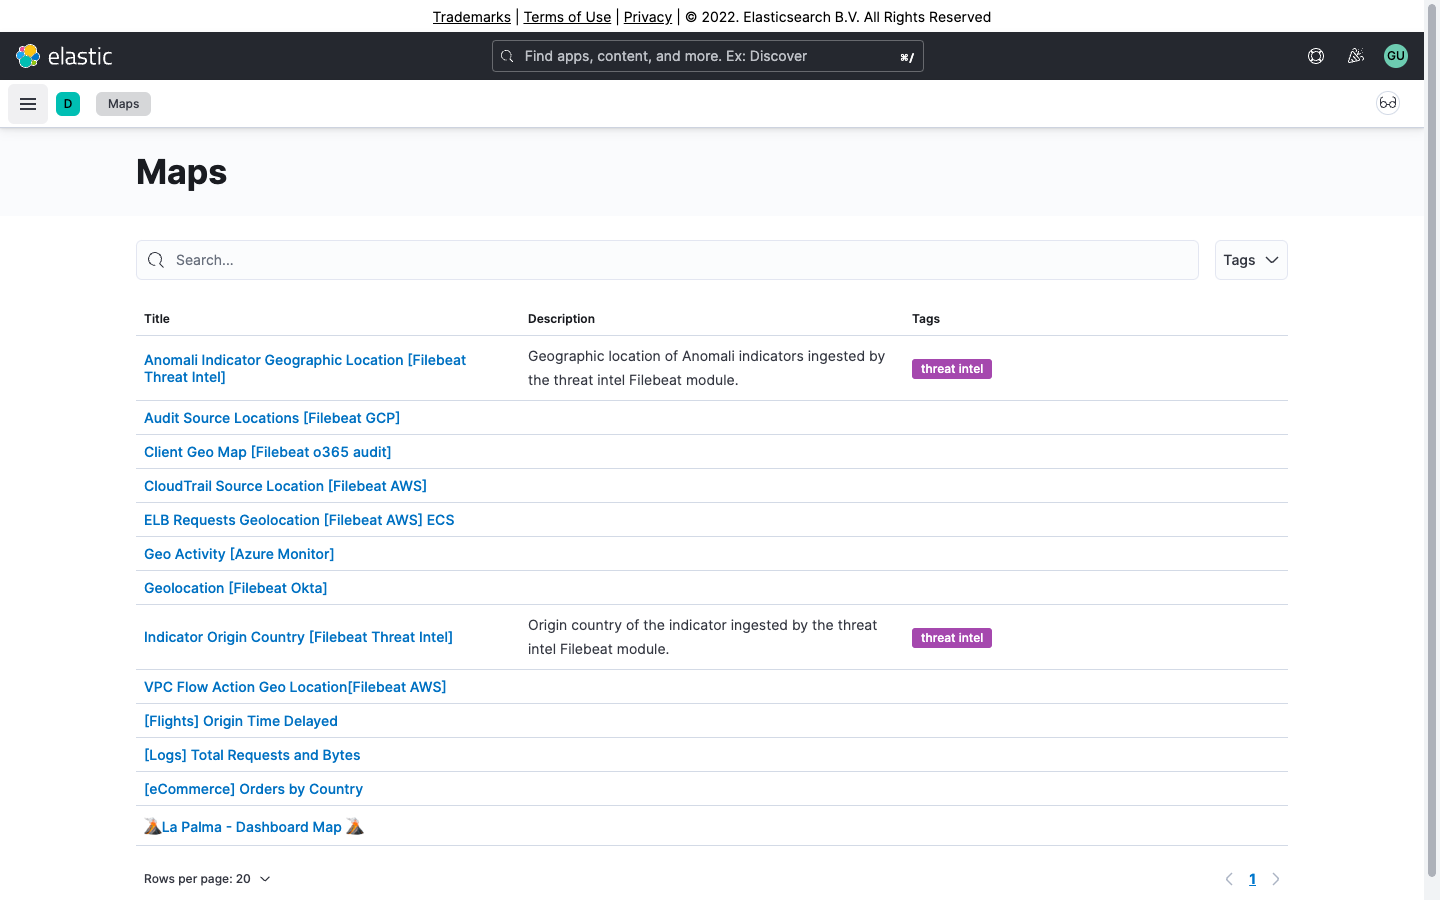 Trademarks | Terms of Use | Privacy | © 2022. Elasticsearch B.V. All Rights Reserved
elastic
Find apps, content, and more. Ex: Discover
⌘/
GU
D
Maps
Maps
Search...
Tags
Title Description Tags
Anomali Indicator Geographic Location [Filebeat
Threat Intel]
Geographic location of Anomali indicators ingested by
the threat intel Filebeat module.
threat intel
Audit Source Locations [Filebeat GCP]
Client Geo Map [Filebeat o365 audit]
CloudTrail Source Location [Filebeat AWS]
ELB Requests Geolocation [Filebeat AWS] ECS
Geo Activity [Azure Monitor]
Geolocation [Filebeat Okta]
Indicator Origin Country [Filebeat Threat Intel]
Origin country of the indicator ingested by the threat
intel Filebeat module.
threat intel
VPC Flow Action Geo Location[Filebeat AWS]
[Flights] Origin Time Delayed
[Logs] Total Requests and Bytes
[eCommerce] Orders by Country
🌋La Palma - Dashboard Map 🌋
Rows per page: 20
1